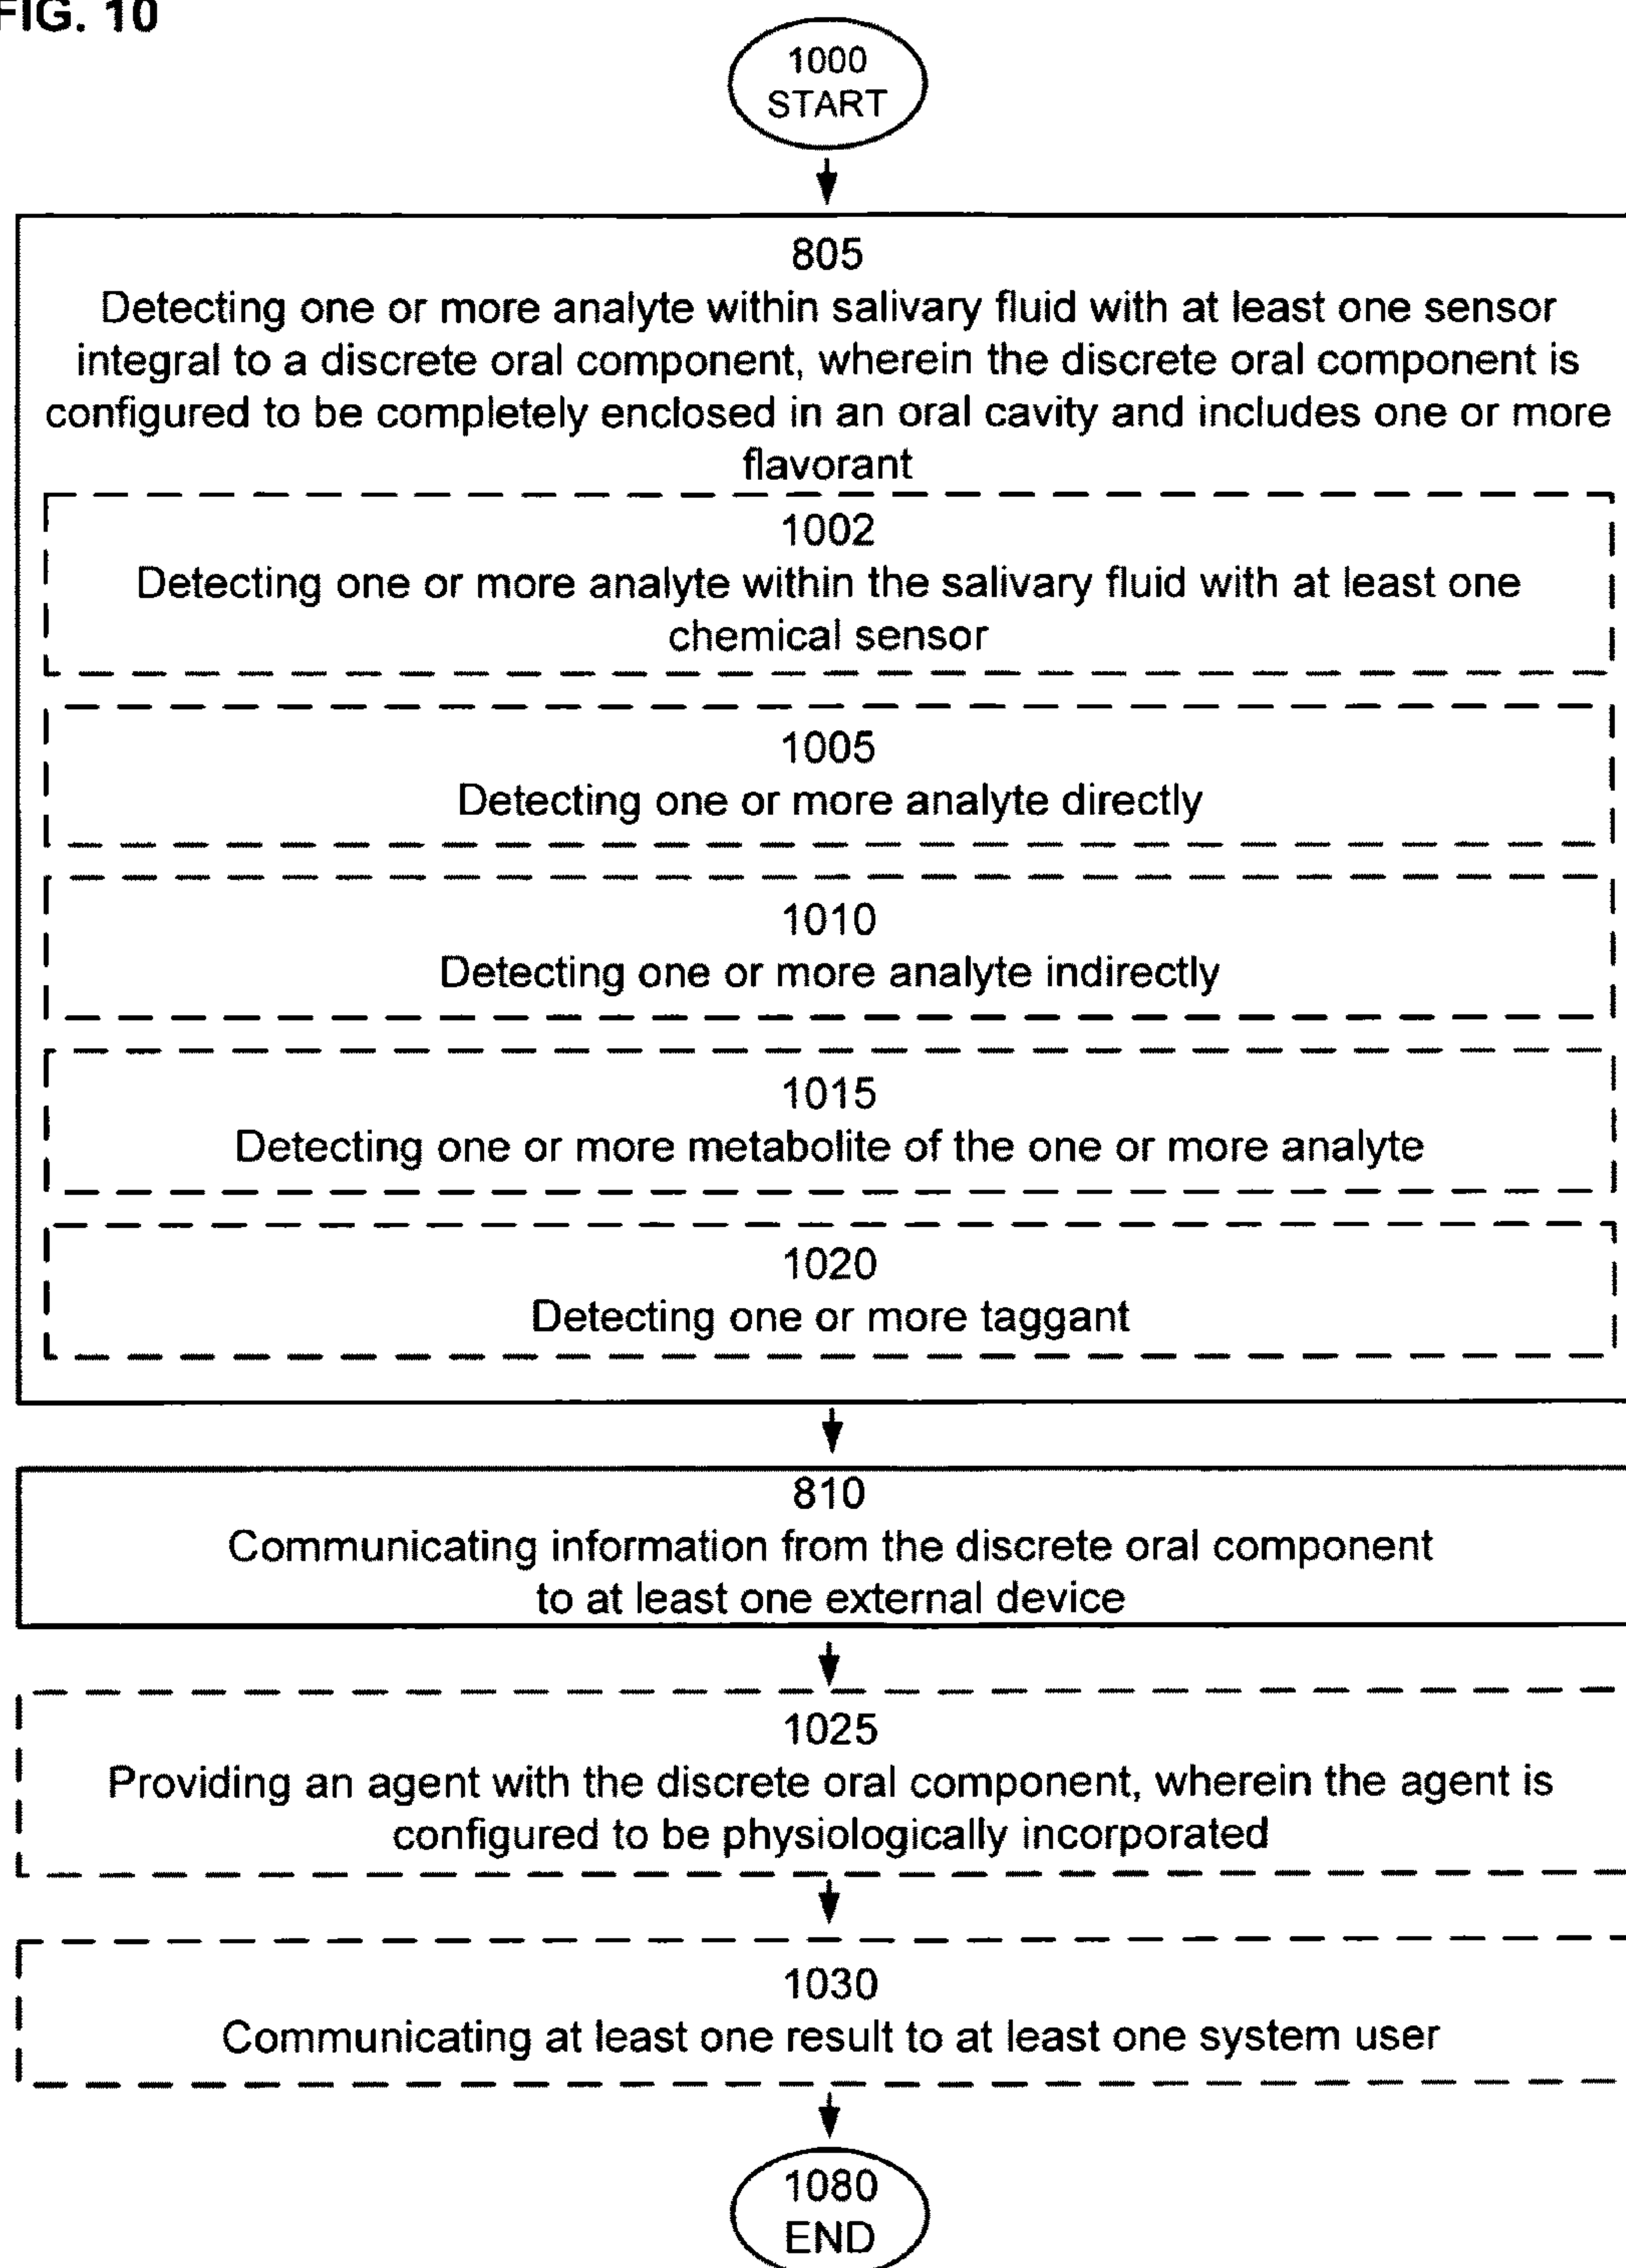 FIG. 10
1000
START
805
Detecting one or more analyte within salivary fluid with at least one sensor
integral to a discrete oral component, wherein the discrete oral component is
configured to be completely enclosed in an oral cavity and includes one or more
flavorant
1002
Detecting one or more analyte within the salivary fluid with at least one
chemical sensor
1005
Detecting one or more analyte directly
1010
Detecting one or more analyte indirectly
1015
Detecting one or more metabolite of the one or more analyte
1020
Detecting one or more taggant
810
Communicating information from the discrete oral component
to at least one external device
1025
Providing an agent with the discrete oral component, wherein the agent is
configured to be physiologically incorporated
1030
Communicating at least one result to at least one system user
1080
END